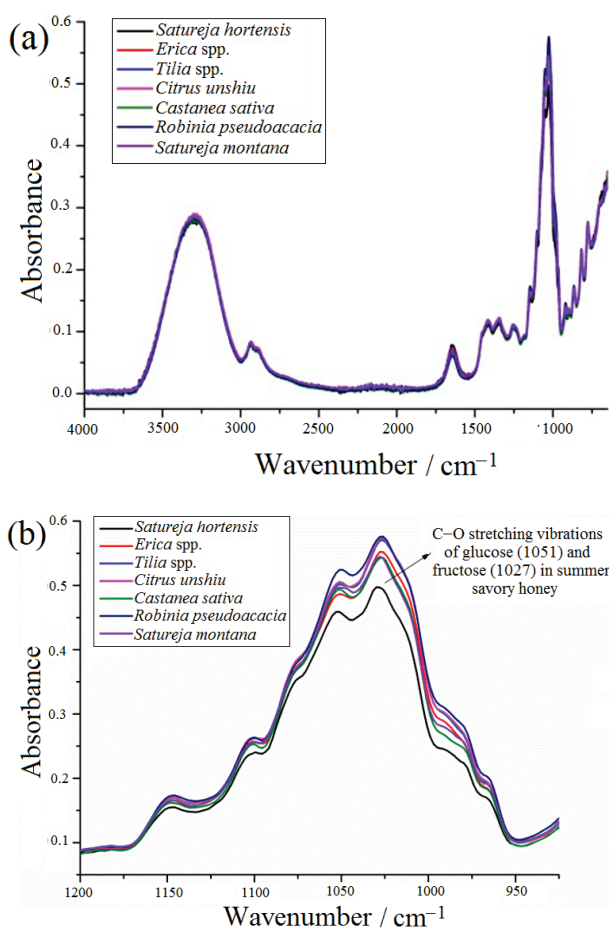 (a)
0.6
0.5
0.4
0.3
0.2
0.1
0.0
Absorbance
Satureja hortensis
Erica spp.
Tilia spp.
Citrus unshiu
Castanea sativa
Robinia pseudoacacia
Satureja montana
4000 3500 3000 2500 2000 1500 1000
Wavenumber / cm⁻¹
(b)
0.6
0.5
0.4
0.3
0.2
0.1
Absorbance
Satureja hortensis
Erica spp.
Tilia spp.
Citrus unshiu
Castanea sativa
Robinia pseudoacacia
Satureja montana
C−O stretching vibrations
of glucose (1051) and
fructose (1027) in summer
savory honey
1200 1150 1100 1050 1000 950
Wavenumber / cm⁻¹